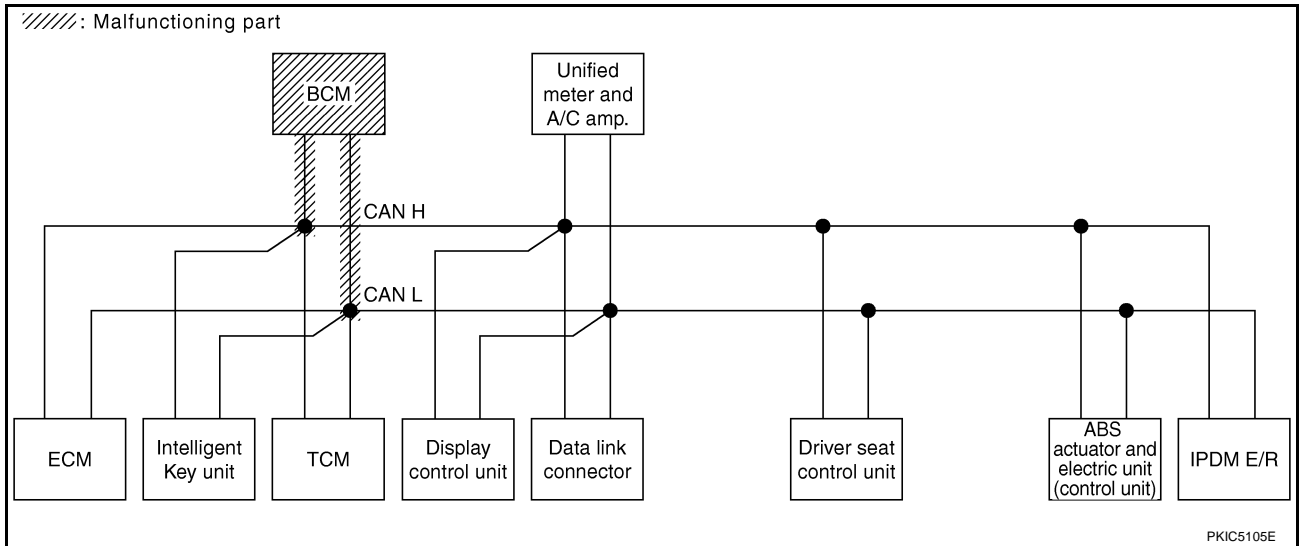 : Malfunctioning part
BCM
Unified
meter and
A/C amp.
CAN H
CAN L
ECM
Intelligent
Key unit
TCM
Display
control unit
Data link
connector
Driver seat
control unit
ABS
actuator and
electric unit
(control unit)
IPDM E/R
PKIC5105E